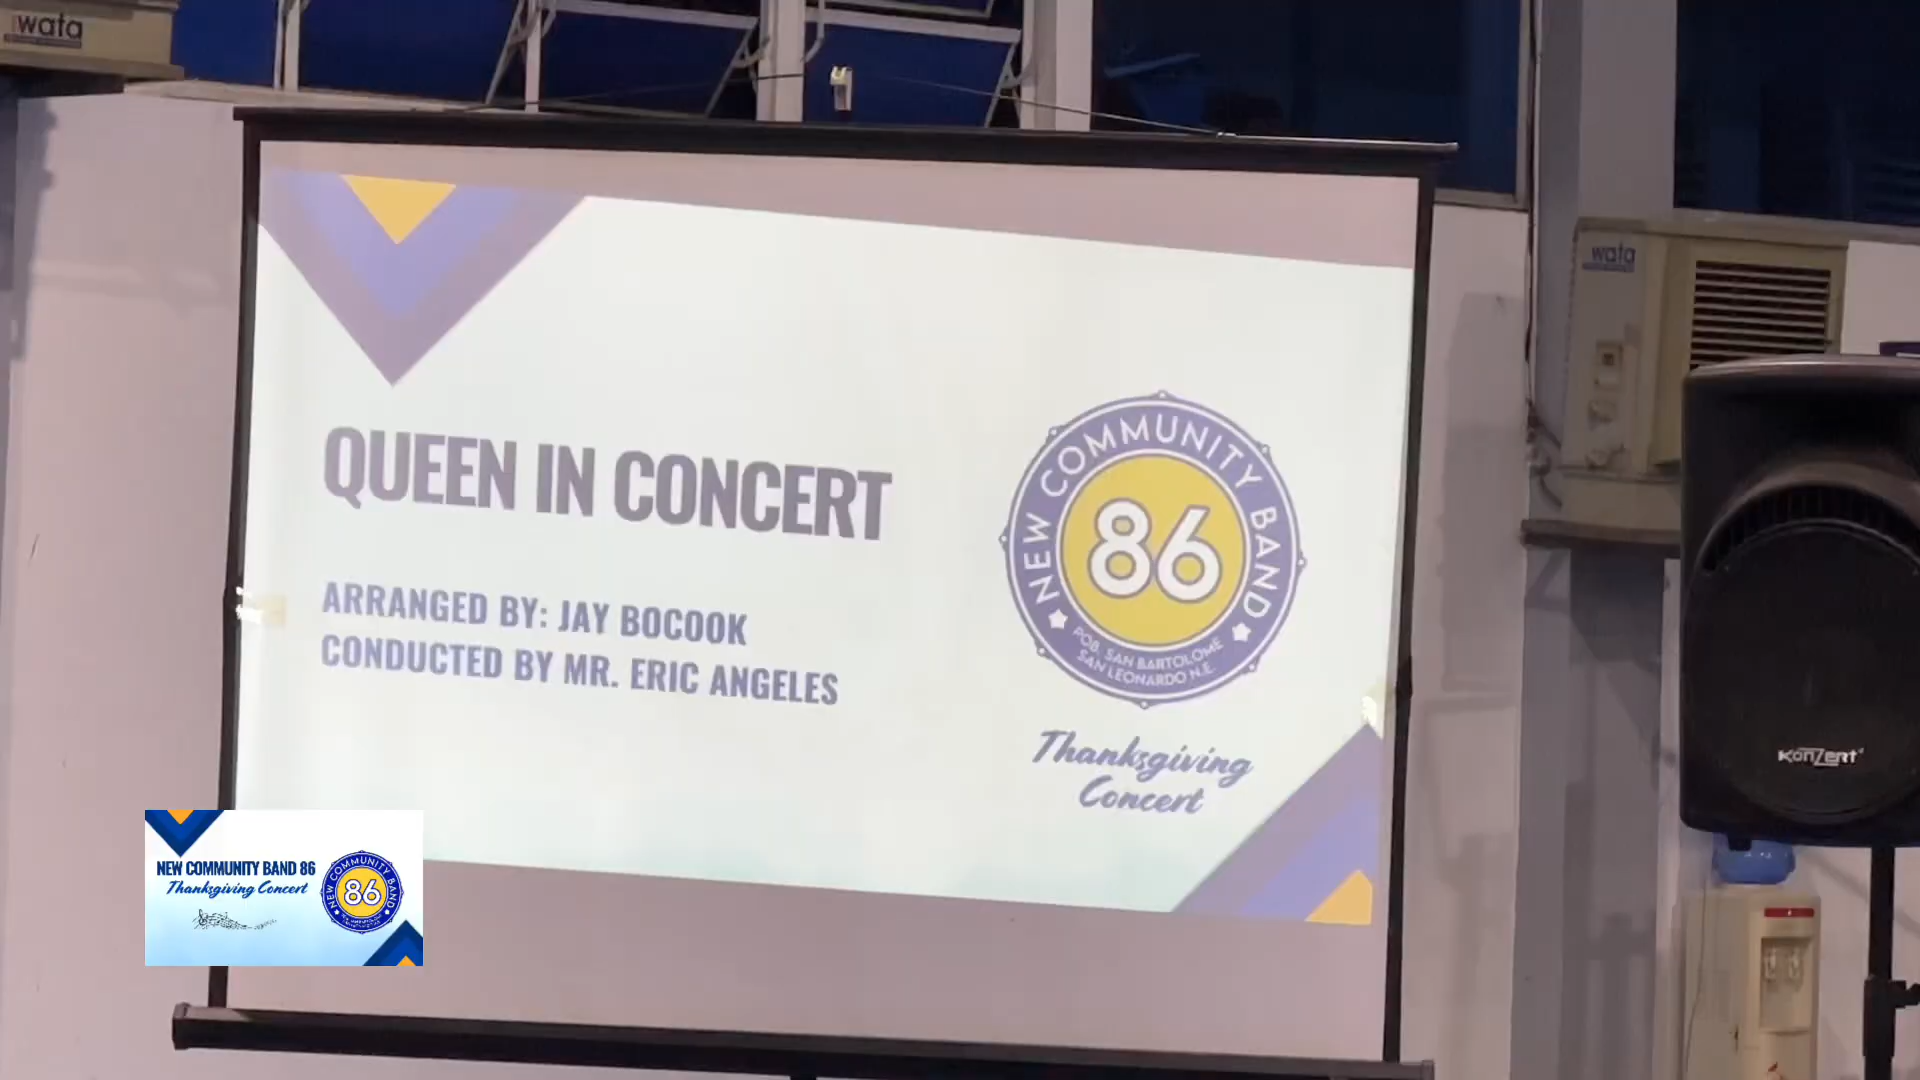 iwata
wata
QUEEN IN CONCERT
ARRANGED BY: JAY BOCOOK
CONDUCTED BY MR. ERIC ANGELES
NEW COMMUNITY BAND
86
POB. SAN BARTOLOME
SAN LEONARDO N.E.
Thanksgiving
Concert
KONZERT
NEW COMMUNITY BAND 86
Thanksgiving Concert
NEW COMMUNITY BAND
86